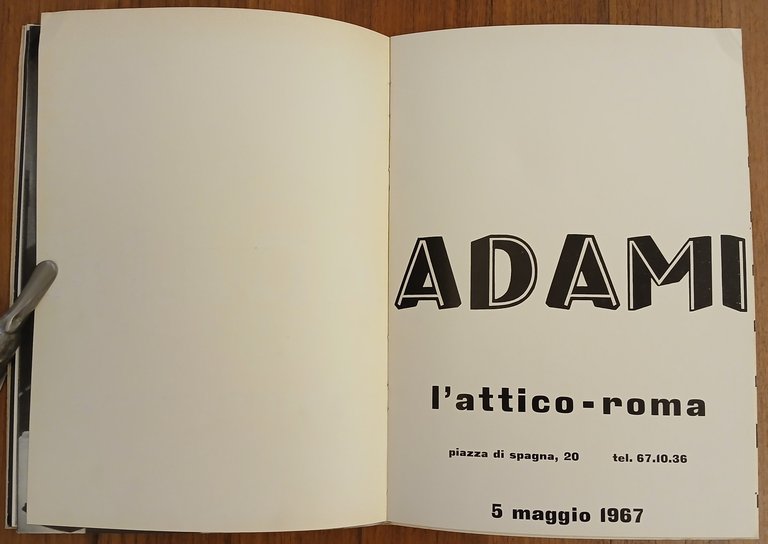 ADAMI
l'attico-roma
piazza di spagna, 20 tel. 67.10.36
5 maggio 1967